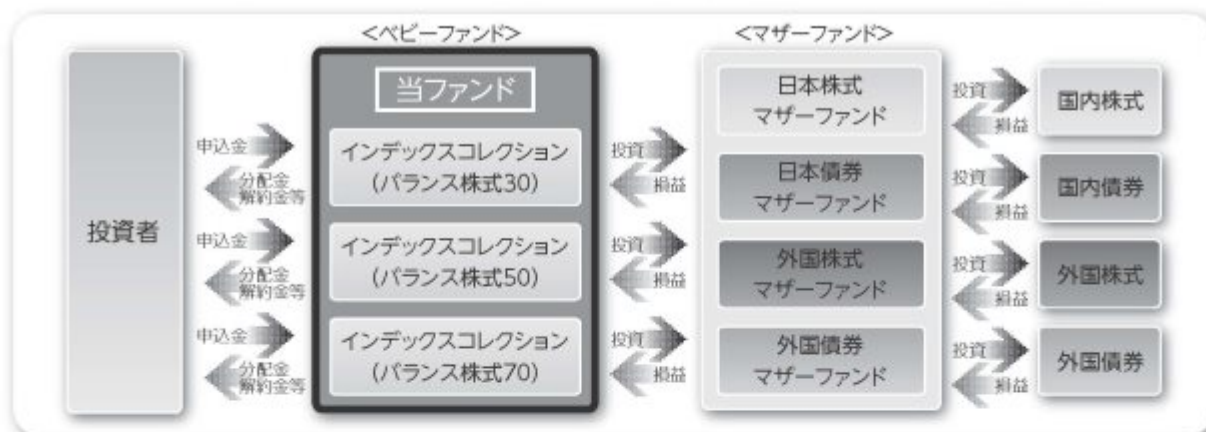 <ベビーファンド>
<マザーファンド>
投資者
申込金
分配金
解約金等
申込金
分配金
解約金等
申込金
分配金
解約金等
当ファンド
インデックスコレクション
(バランス株式30)
インデックスコレクション
(バランス株式50)
インデックスコレクション
(バランス株式70)
投資
損益
投資
損益
投資
損益
日本株式
マザーファンド
日本債券
マザーファンド
外国株式
マザーファンド
外国債券
マザーファンド
投資
損益
投資
損益
投資
損益
投資
損益
国内株式
国内債券
外国株式
外国債券